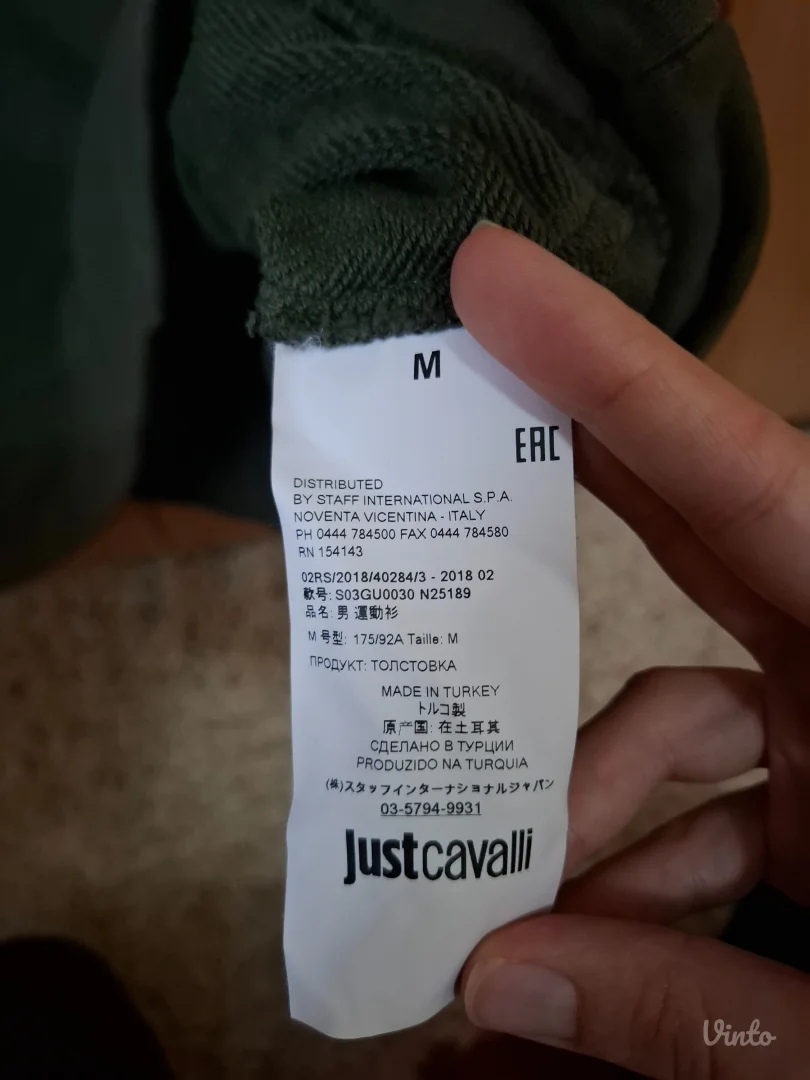 M
EAC
DISTRIBUTED
BY STAFF INTERNATIONAL S.P.A.
NOVENTA VICENTINA - ITALY
PH 0444 784500 FAX 0444 784580
RN 154143
02RS/2018/40284/3 - 2018 02
款号: S03GU0030 N25189
品名: 男 運動衫
M 号型: 175/92A Taille: M
ПРОДУКТ: ТОЛСТОВКА
MADE IN TURKEY
トルコ製
原产国: 在土耳其
СДЕЛАНО В ТУРЦИИ
PRODUZIDO NA TURQUIA
(株)スタッフインターナショナルジャパン
03-5794-9931
justcavalli
Vinto